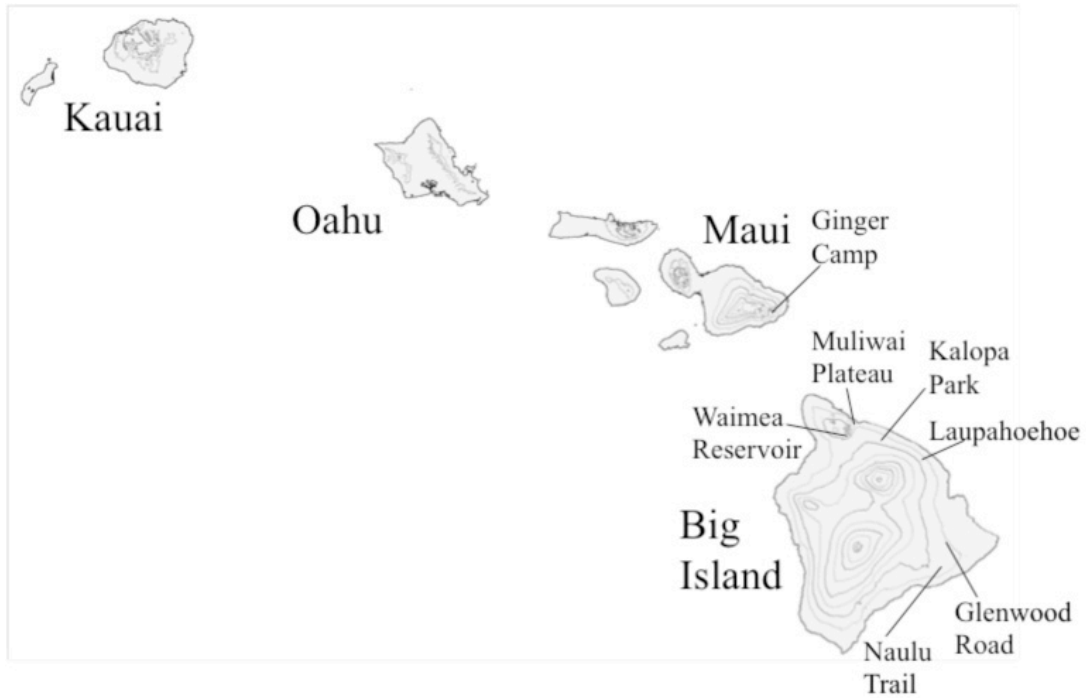 Kauai
Oahu
Maui
Ginger
Camp
Muliwai
Plateau
Kalopa
Park
Waimea
Reservoir
Laupahoehoe
Big
Island
Glenwood
Road
Naulu
Trail